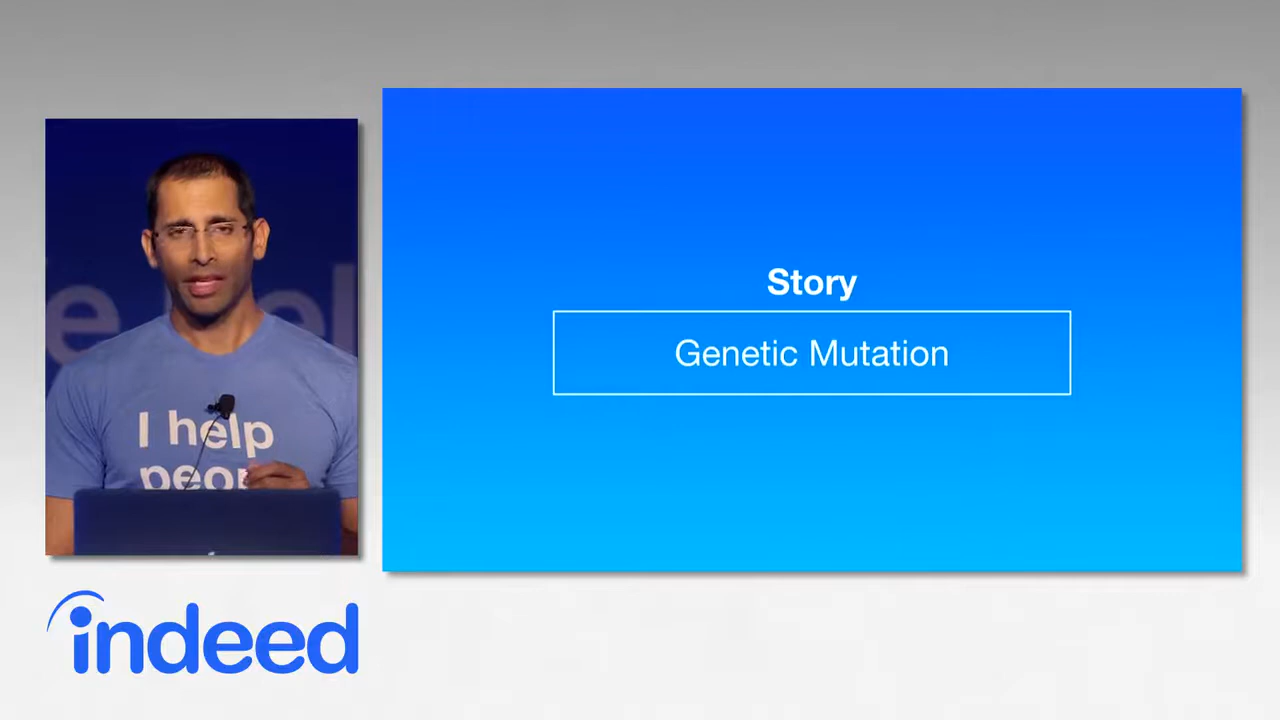 I help
Story
Genetic Mutation
indeed